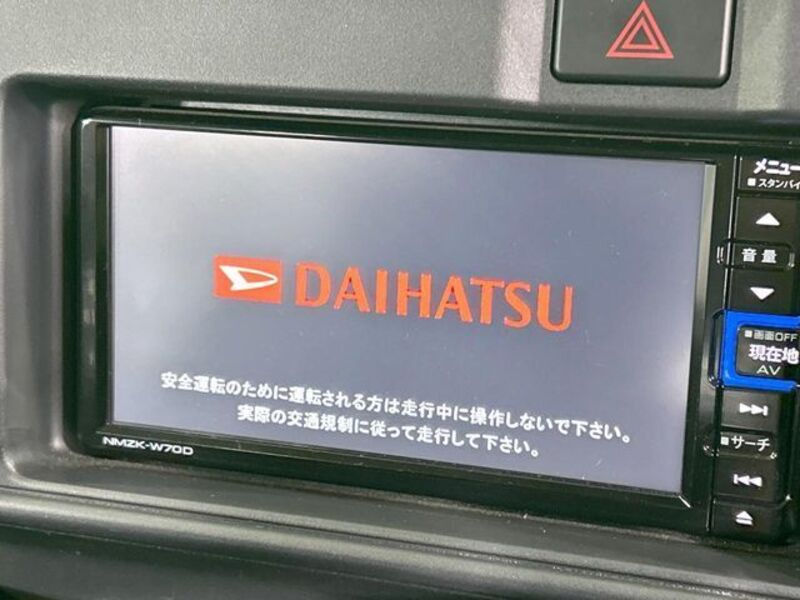 DAIHATSU
安全運転のために運転される方は走行中に操作しないで下さい。
実際の交通規制に従って走行して下さい。
NMZK-W70D
メニュー
■スタンバイ
音量
■画面OFF
現在地
AV
■サーチ